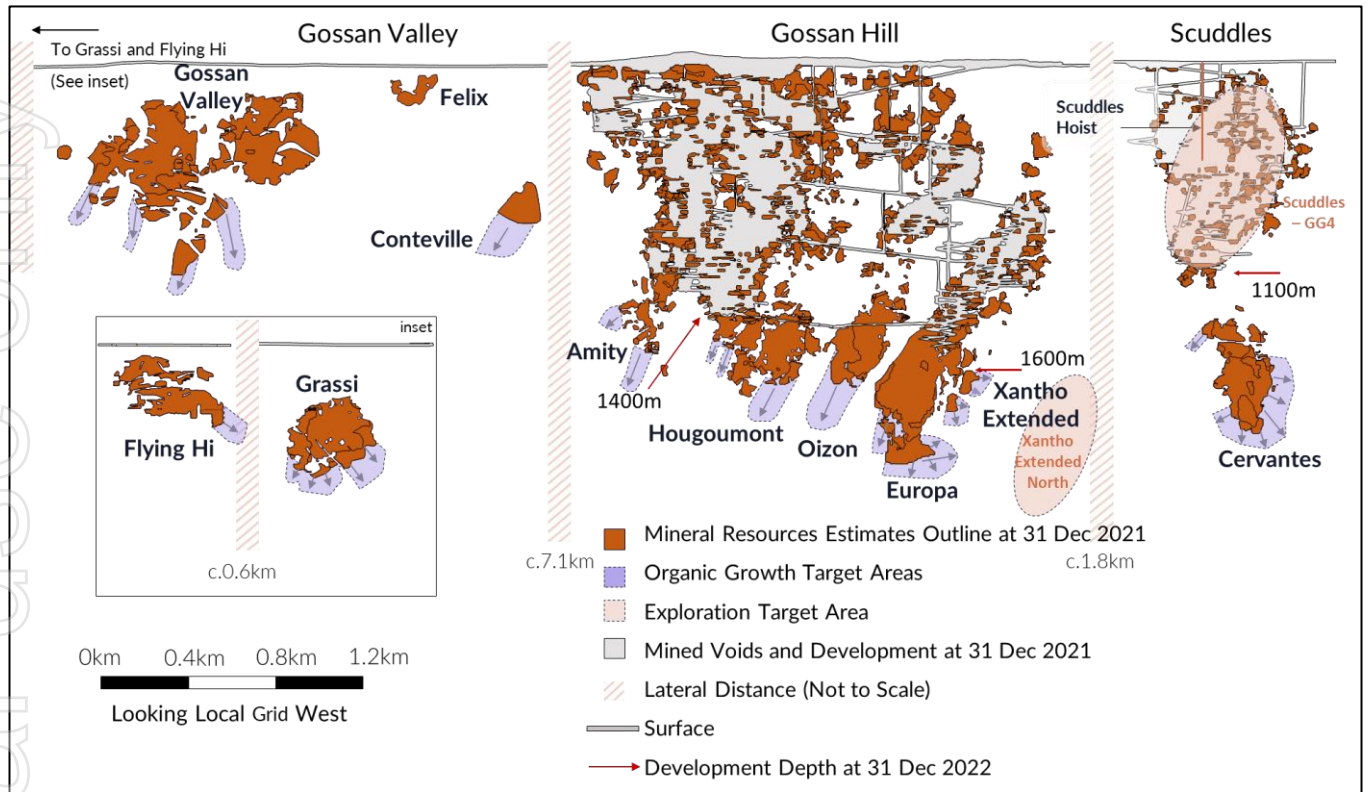 Gossan Valley
Gossan Hill
Scuddles
To Grassi and Flying Hi
(See inset)
Gossan
Valley
Felix
Conteville
Scuddles
Hoist
Scuddles
– GG4
1100m
inset
Flying Hi
Grassi
c.0.6km
Amity
1400m
Hougoumont
Oizon
Europa
1600m
Xantho
Extended
Xantho
Extended
North
Cervantes
c.7.1km
c.1.8km
Mineral Resources Estimates Outline at 31 Dec 2021
Organic Growth Target Areas
Exploration Target Area
Mined Voids and Development at 31 Dec 2021
Lateral Distance (Not to Scale)
Surface
Development Depth at 31 Dec 2022
0km 0.4km 0.8km 1.2km
Looking Local Grid West